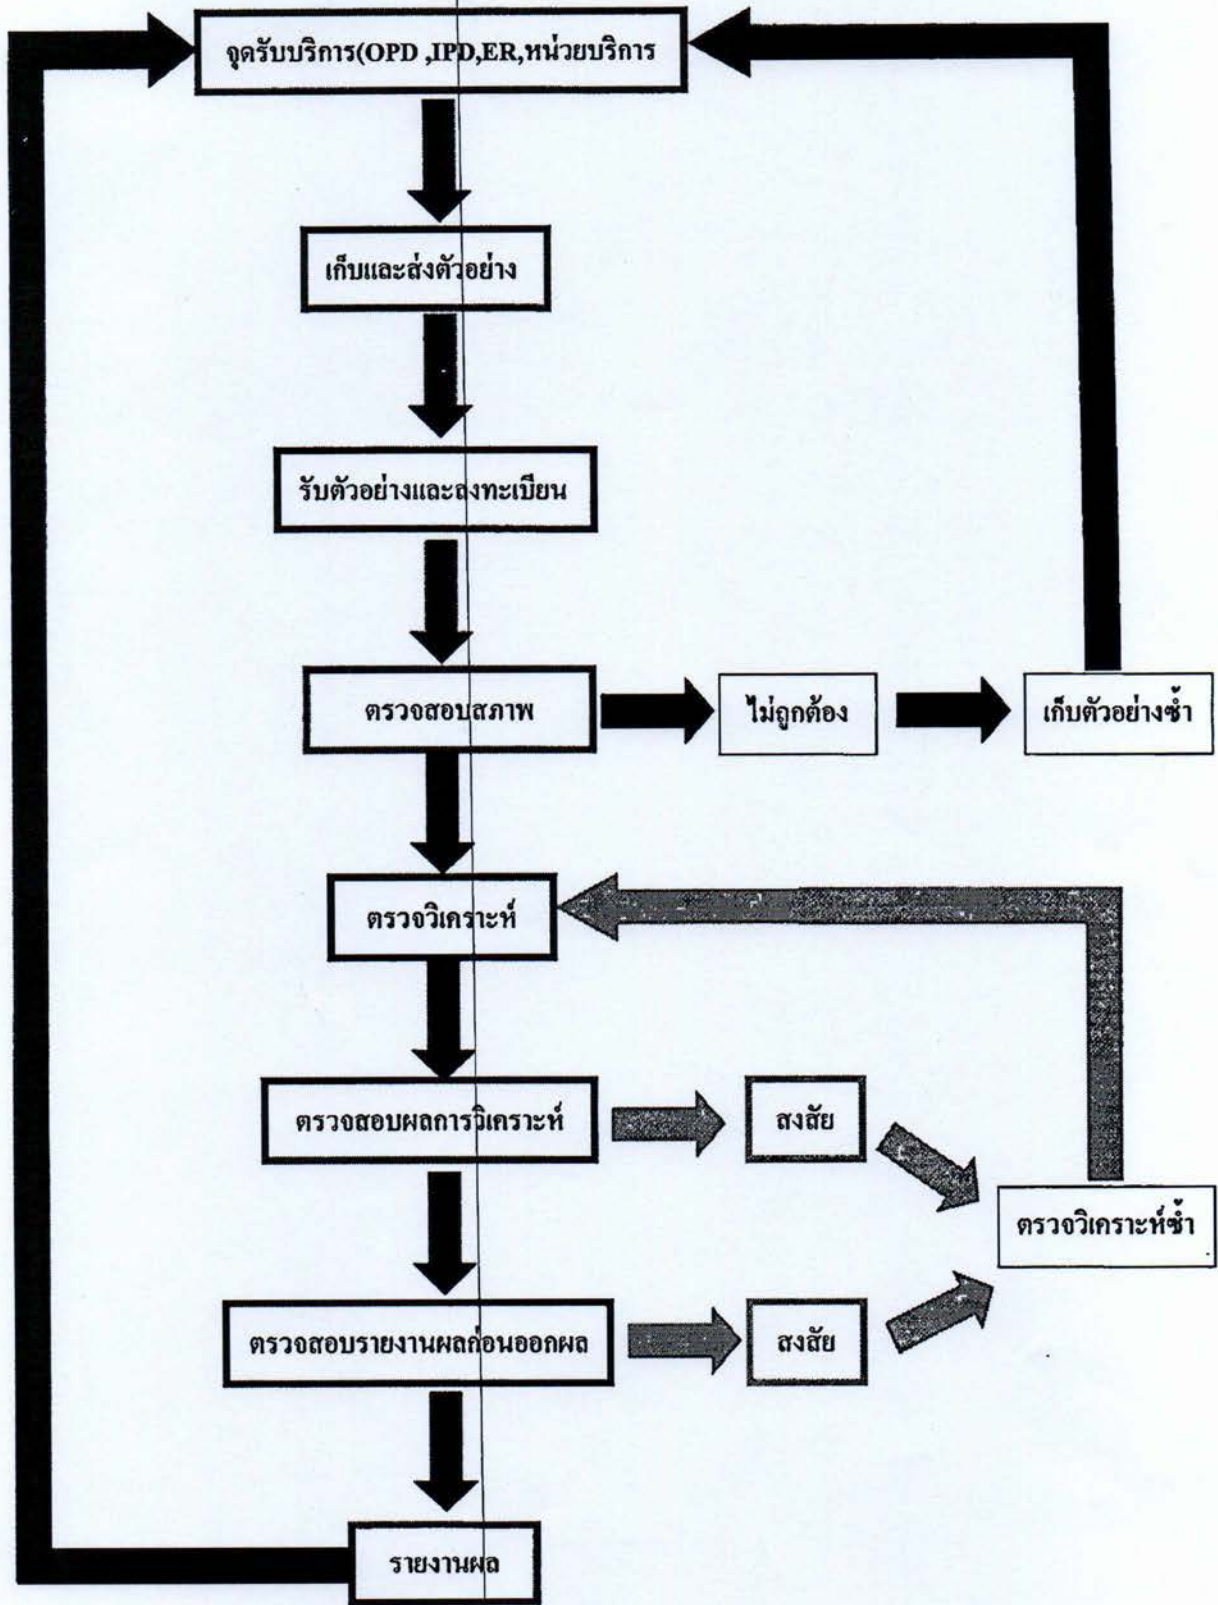 จุดรับบริการ(OPD ,IPD,ER,หน่วยบริการ
เก็บและส่งตัวอย่าง
รับตัวอย่างและลงทะเบียน
ตรวจสอบสภาพ
ไม่ถูกต้อง
เก็บตัวอย่างซ้ำ
ตรวจวิเคราะห์
ตรวจสอบผลการวิเคราะห์
สงสัย
ตรวจวิเคราะห์ซ้ำ
ตรวจสอบรายงานผลก่อนออกผล
สงสัย
รายงานผล